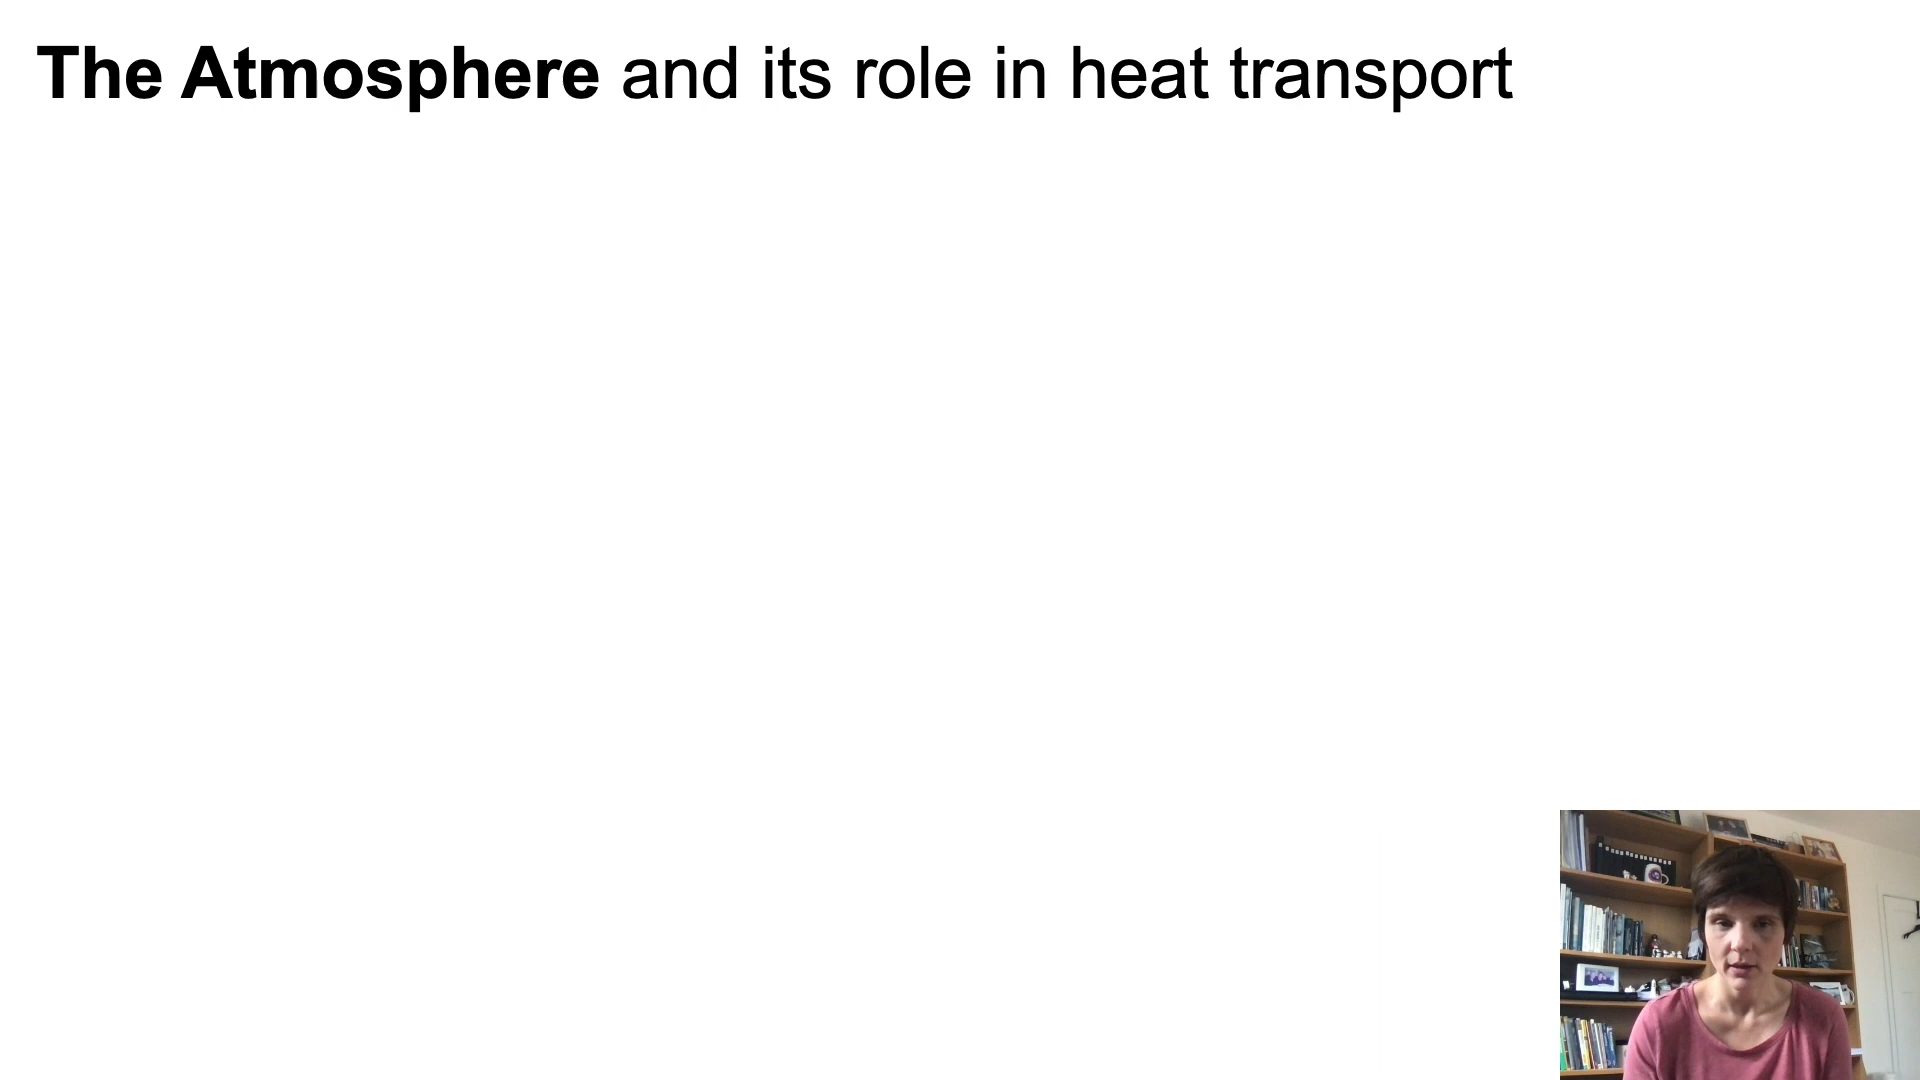 The Atmosphere and its role in heat transport